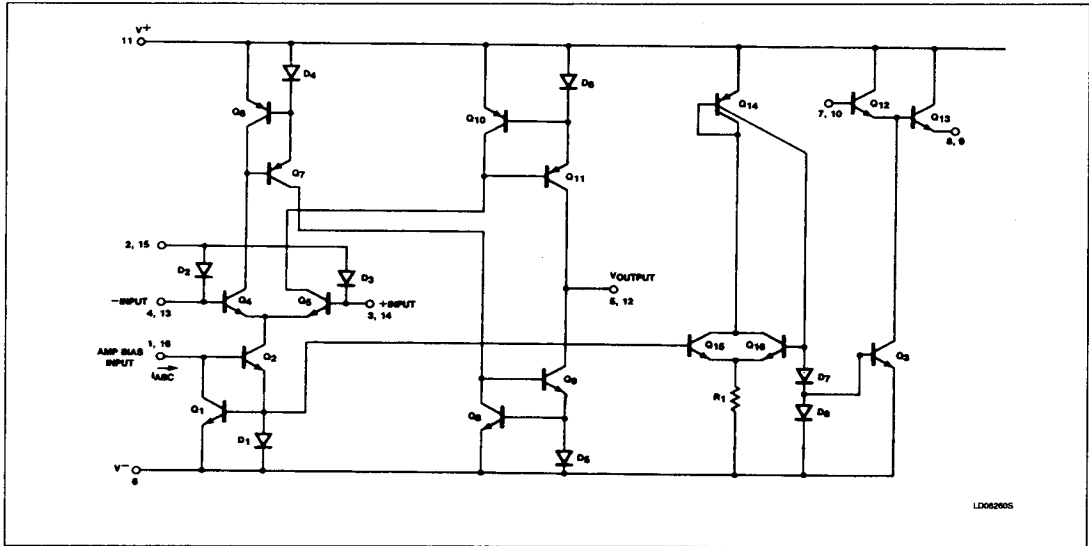 V+
11
D4
Q6
Q7
D6
Q10
Q11
Q14
7, 10
Q12
Q13
8, 9
2, 15
D2
D3
-INPUT
4, 13
Q4
Q5
+INPUT
3, 14
VOUTPUT
5, 12
AMP BIAS
INPUT
1, 16
IABC
Q2
Q1
D1
Q9
Q8
D5
Q15
Q16
R1
D7
D8
Q3
V−
6
LD08260S